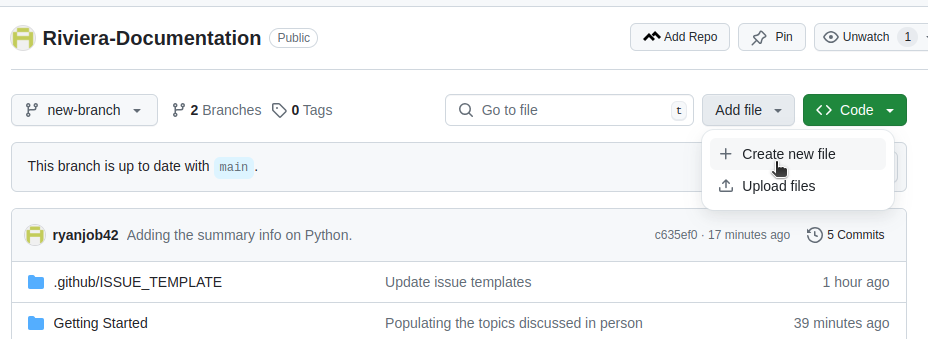 Riviera-Documentation Public Add Repo Pin Unwatch 1
new-branch 2 Branches 0 Tags Go to file t Add file Code
Create new file
This branch is up to date with main .
Upload files
ryanjob42 Adding the summary info on Python. c635ef0 · 17 minutes ago 5 Commits
.github/ISSUE_TEMPLATE Update issue templates 1 hour ago
Getting Started Populating the topics discussed in person 39 minutes ago